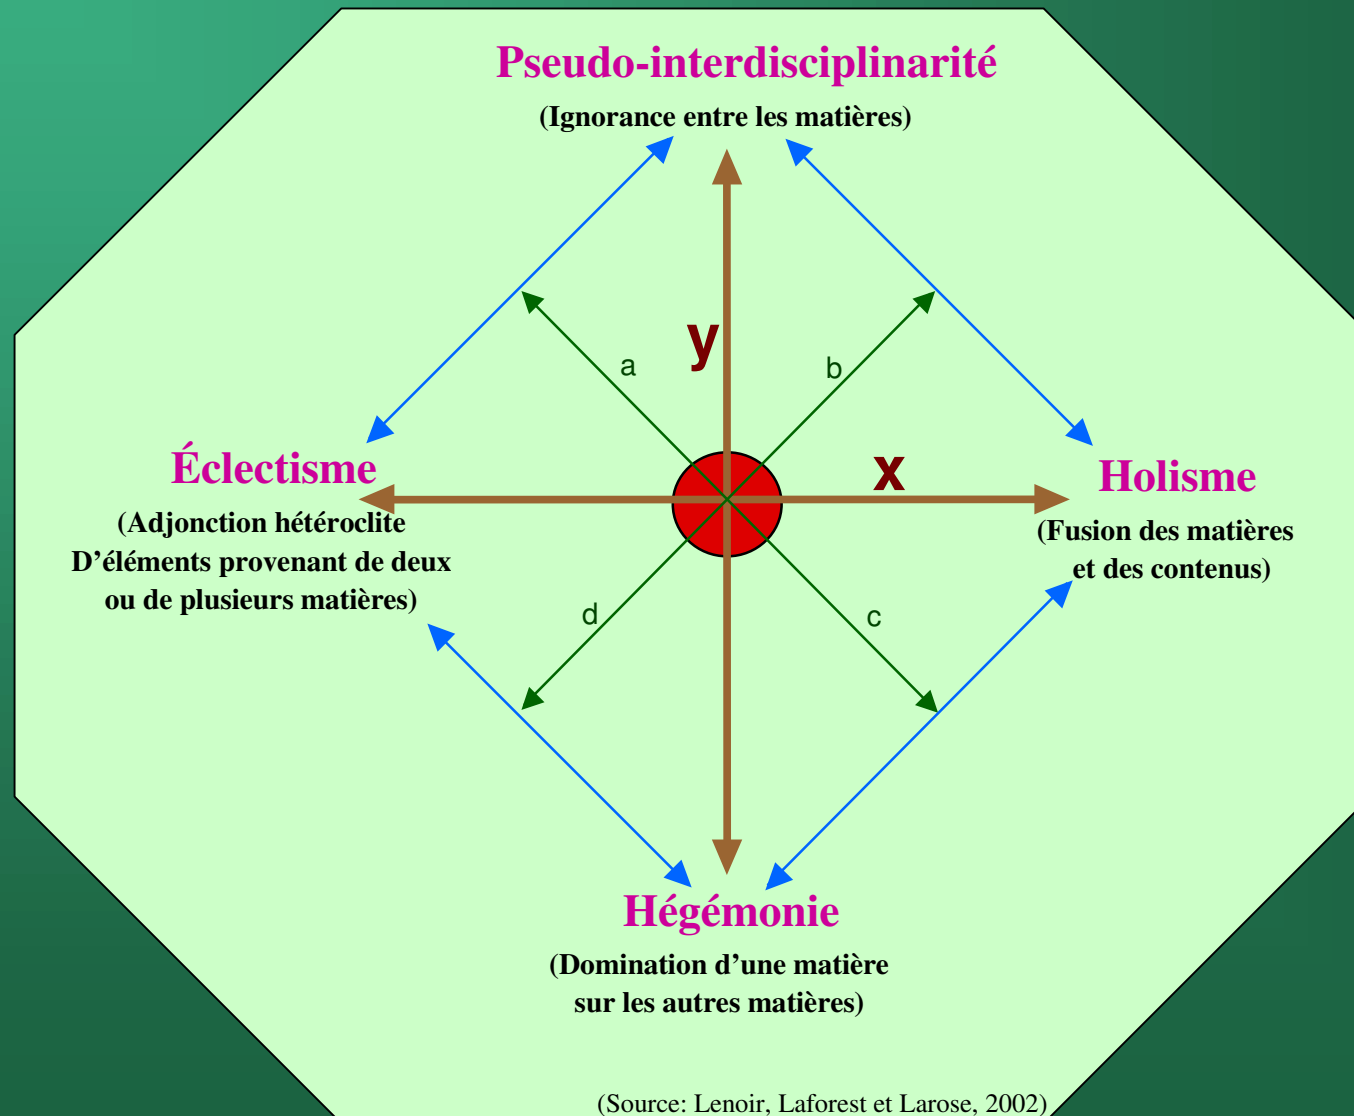 Pseudo-interdisciplinarité
(Ignorance entre les matières)
y
a
b
x
Éclectisme
(Adjonction hétéroclite
D’éléments provenant de deux
ou de plusieurs matières)
Holisme
(Fusion des matières
et des contenus)
d
c
Hégémonie
(Domination d’une matière
sur les autres matières)
(Source: Lenoir, Laforest et Larose, 2002)